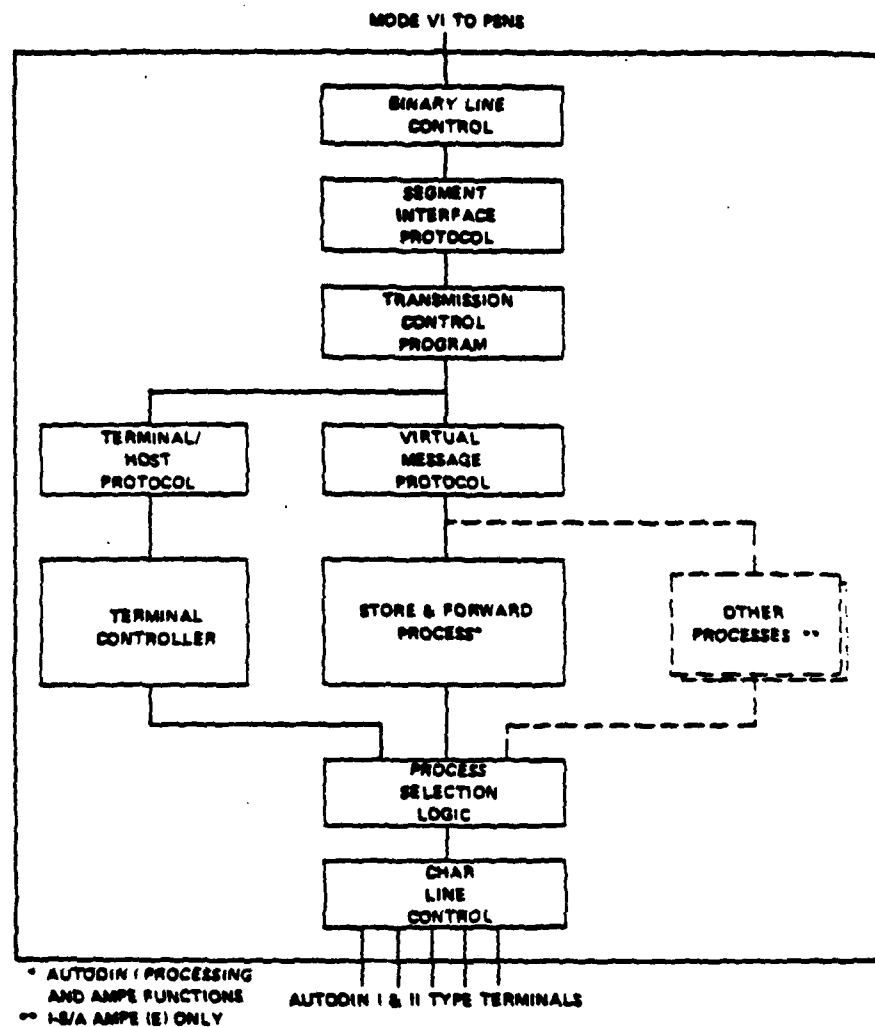 MODE VI TO PSNS
BINARY LINE
CONTROL
SEGMENT
INTERFACE
PROTOCOL
TRANSMISSION
CONTROL
PROGRAM
TERMINAL/
HOST
PROTOCOL
VIRTUAL
MESSAGE
PROTOCOL
TERMINAL
CONTROLLER
STORE & FORWARD
PROCESS*
OTHER
PROCESSES **
PROCESS
SELECTION
LOGIC
CHAR
LINE
CONTROL
* AUTODIN I PROCESSING
AND AMPE FUNCTIONS
** I-S/A AMPE (E) ONLY
AUTODIN I & II TYPE TERMINALS